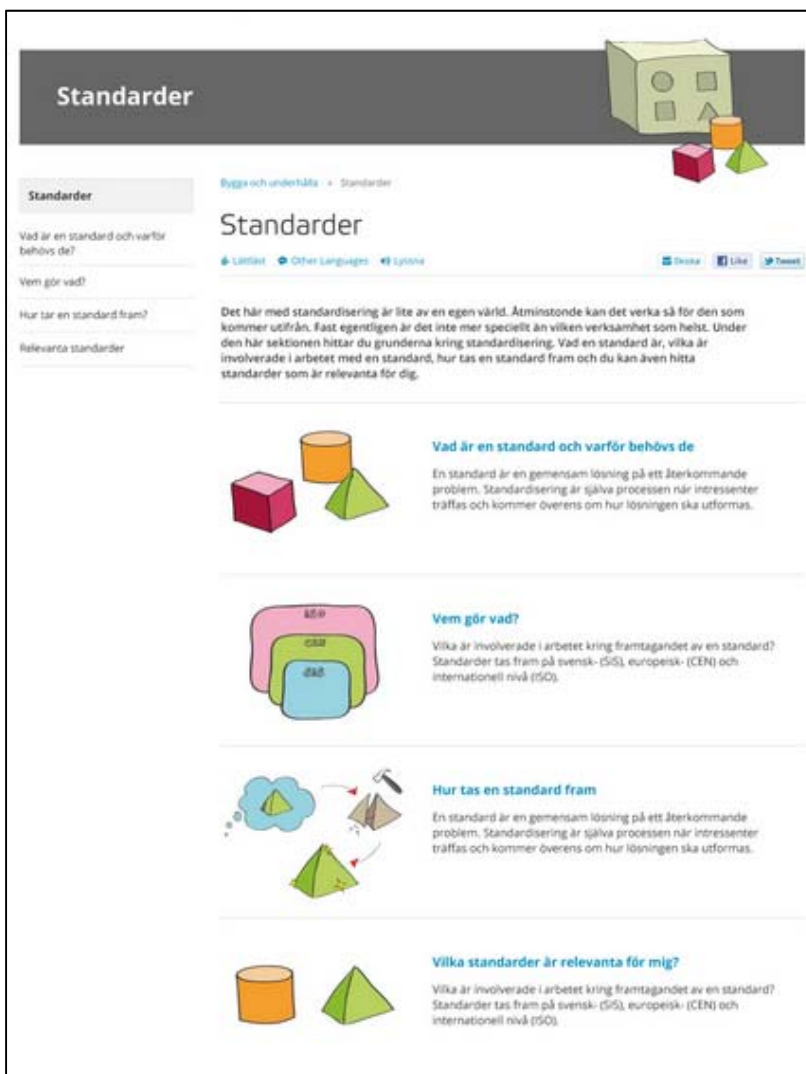 Standarder
Standarder
Vad är en standard och varför
behövs de?
Vem gör vad?
Hur tar en standard fram?
Relevanta standarder
Bygga och underhålla » Standarder
Standarder
Lättläst Other Languages Lyssna
Skicka Like Tweet
Det här med standardisering är lite av en egen värld. Åtminstonde kan det verka så för den som
kommer utifrån. Fast egentligen är det inte mer speciellt än vilken verksamhet som helst. Under
den här sektionen hittar du grunderna kring standardisering. Vad en standard är, vilka är
involverade i arbetet med en standard, hur tas en standard fram och du kan även hitta
standarder som är relevanta för dig.
Vad är en standard och varför behövs de
En standard är en gemensam lösning på ett återkommande
problem. Standardisering är själva processen när intressenter
träffas och kommer överens om hur lösningen ska utformas.
ISO
CEN
SIS
Vem gör vad?
Vilka är involverade i arbetet kring framtagandet av en standard?
Standarder tas fram på svensk- (SIS), europeisk- (CEN) och
internationell nivå (ISO).
Hur tas en standard fram
En standard är en gemensam lösning på ett återkommande
problem. Standardisering är själva processen när intressenter
träffas och kommer överens om hur lösningen ska utformas.
Vilka standarder är relevanta för mig?
Vilka är involverade i arbetet kring framtagandet av en standard?
Standarder tas fram på svensk- (SIS), europeisk- (CEN) och
internationell nivå (ISO).